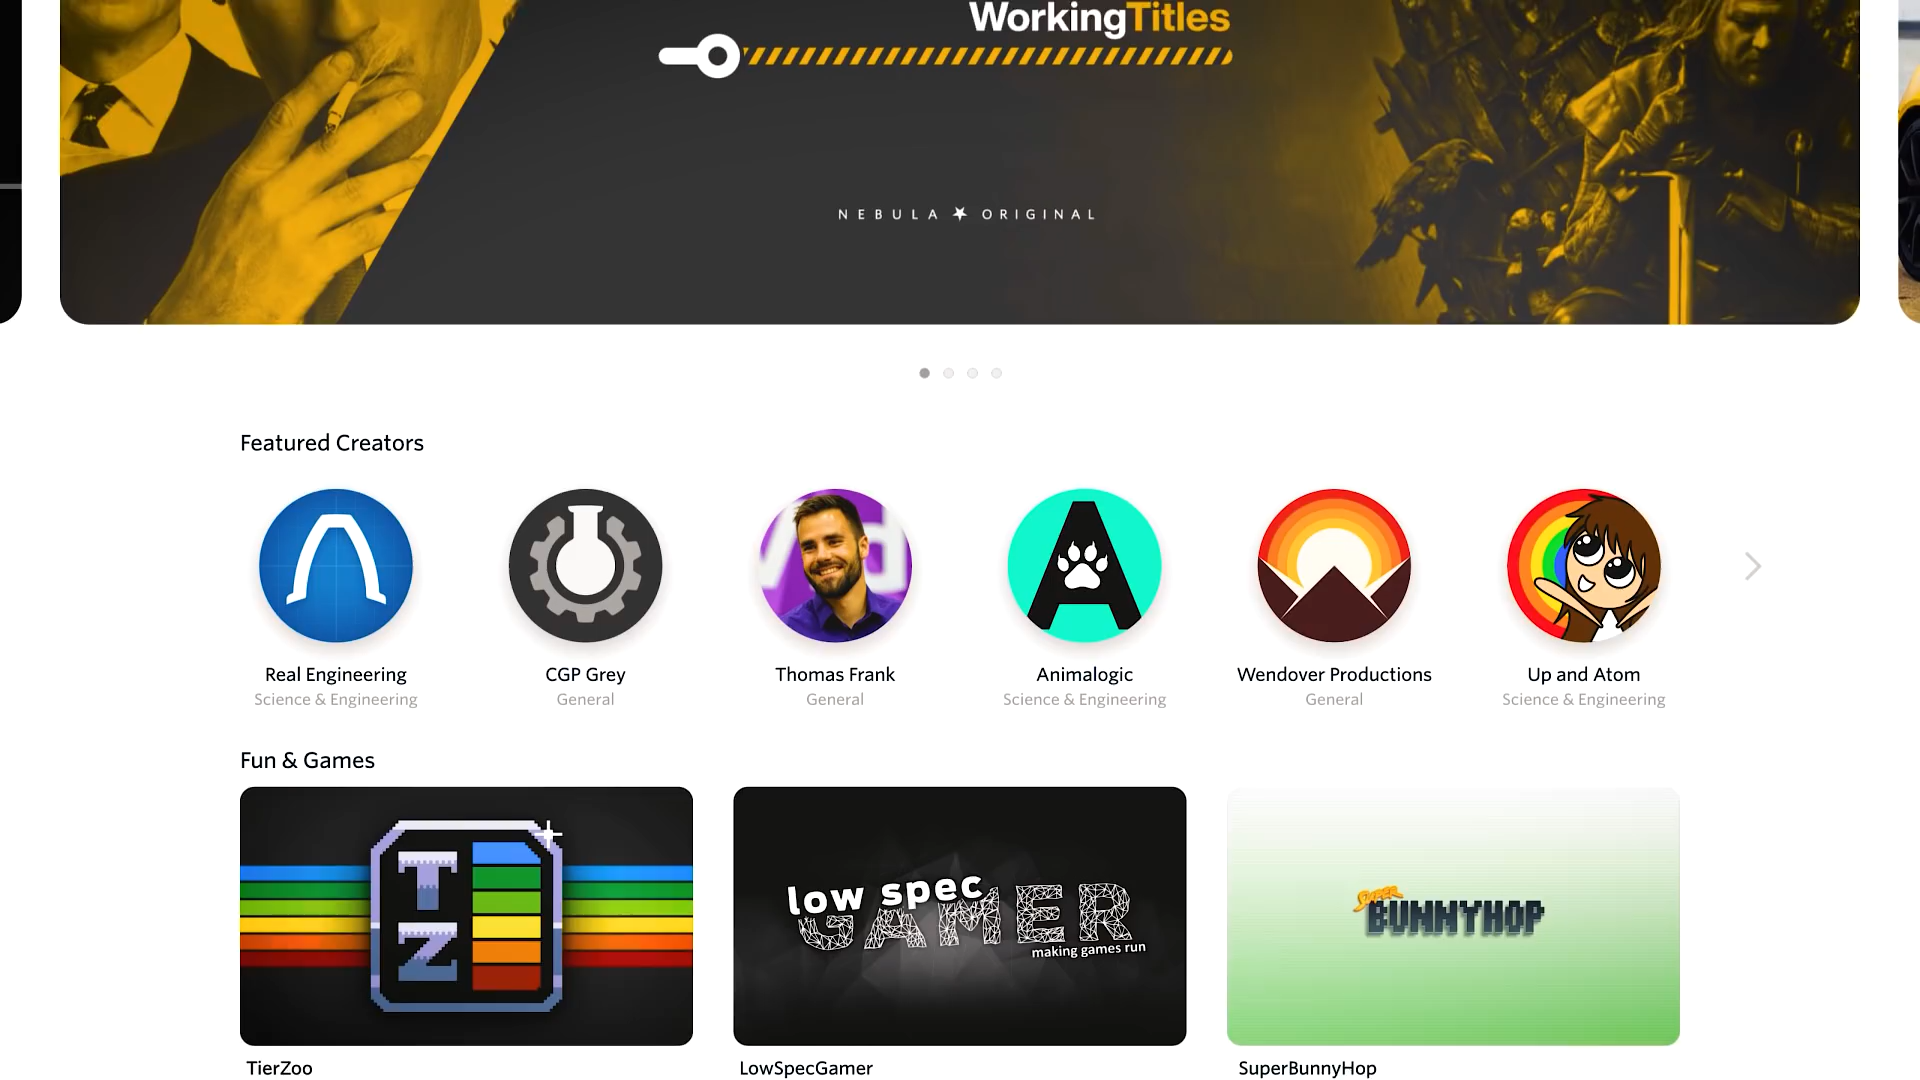 WorkingTitles
NEBULA ORIGINAL
Featured Creators
Real Engineering
Science & Engineering
CGP Grey
General
Thomas Frank
General
Animalogic
Science & Engineering
Wendover Productions
General
Up and Atom
Science & Engineering
Fun & Games
TZ
low spec
GAMER
making games run
SUPER
BUNNYHOP
TierZoo
LowSpecGamer
SuperBunnyHop